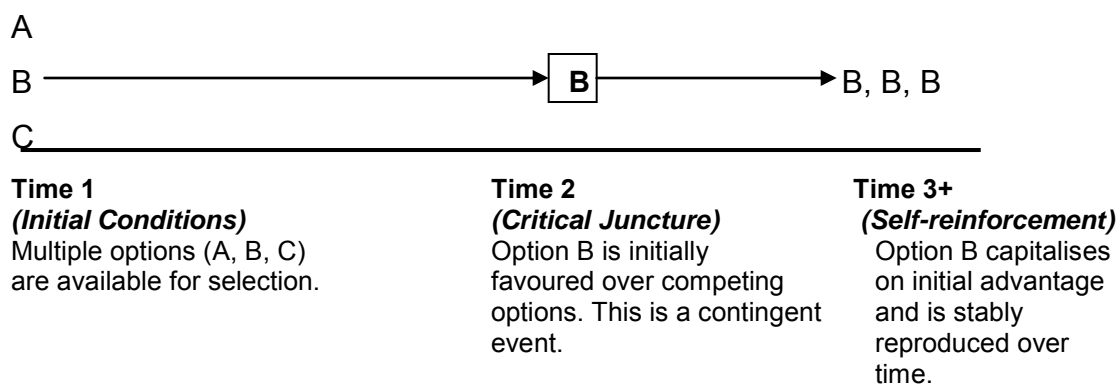 A
B B B, B, B
C
Time 1
(Initial Conditions)
Multiple options (A, B, C)
are available for selection.
Time 2
(Critical Juncture)
Option B is initially
favoured over competing
options. This is a contingent
event.
Time 3+
(Self-reinforcement)
Option B capitalises
on initial advantage
and is stably
reproduced over
time.